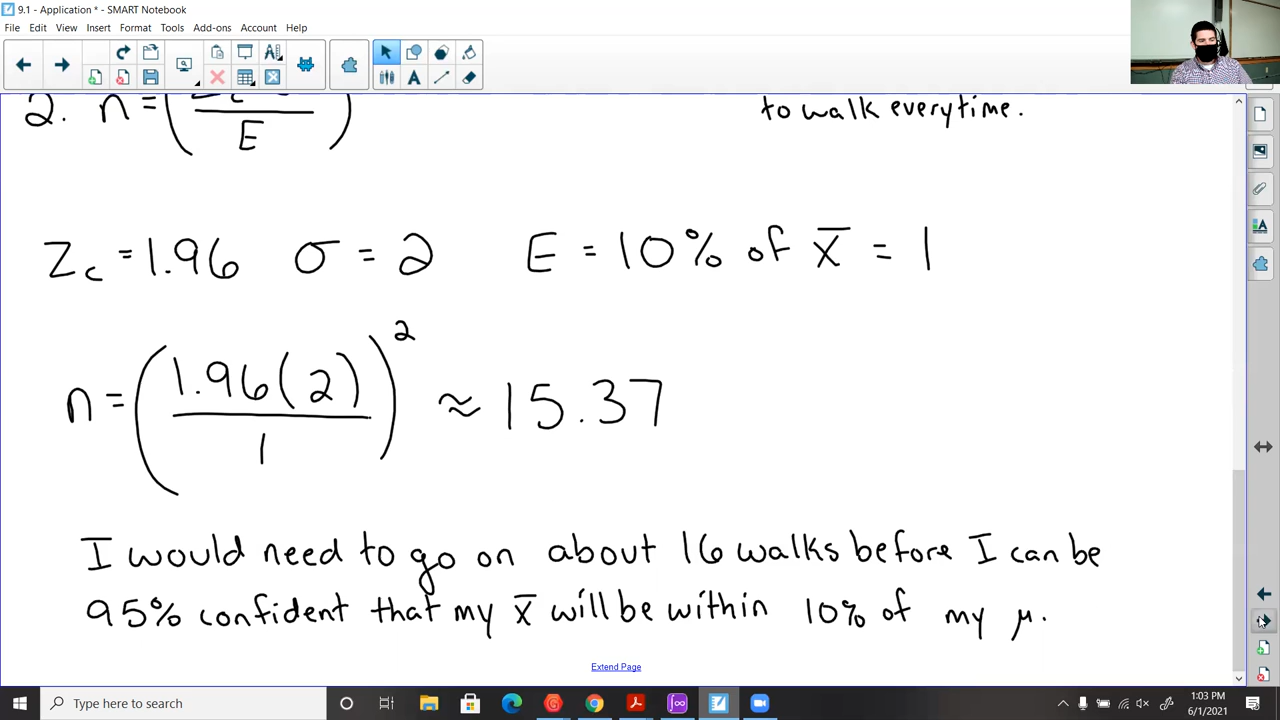 9.1 - Application * - SMART Notebook
File Edit View Insert Format Tools Add-ons Account Help
to walk everytime.
2. n = ( / E )
Zc = 1.96 σ = 2 E = 10% of x̅ = 1
n = ( 1.96(2) / 1 )² ≈ 15.37
I would need to go on about 16 walks before I can be
95% confident that my x̅ will be within 10% of my μ.
Extend Page
Type here to search
1:03 PM
6/1/2021